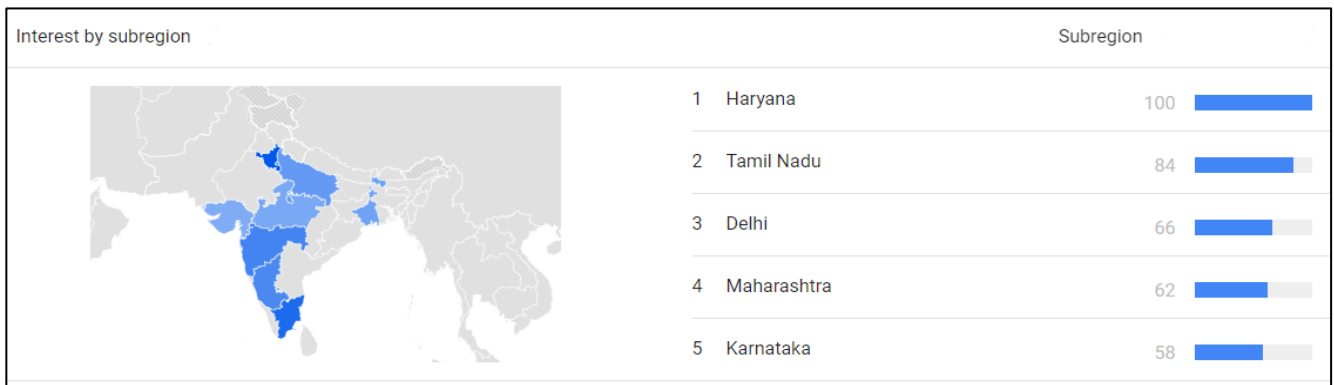 Interest by subregion
Subregion
1 Haryana 100
2 Tamil Nadu 84
3 Delhi 66
4 Maharashtra 62
5 Karnataka 58